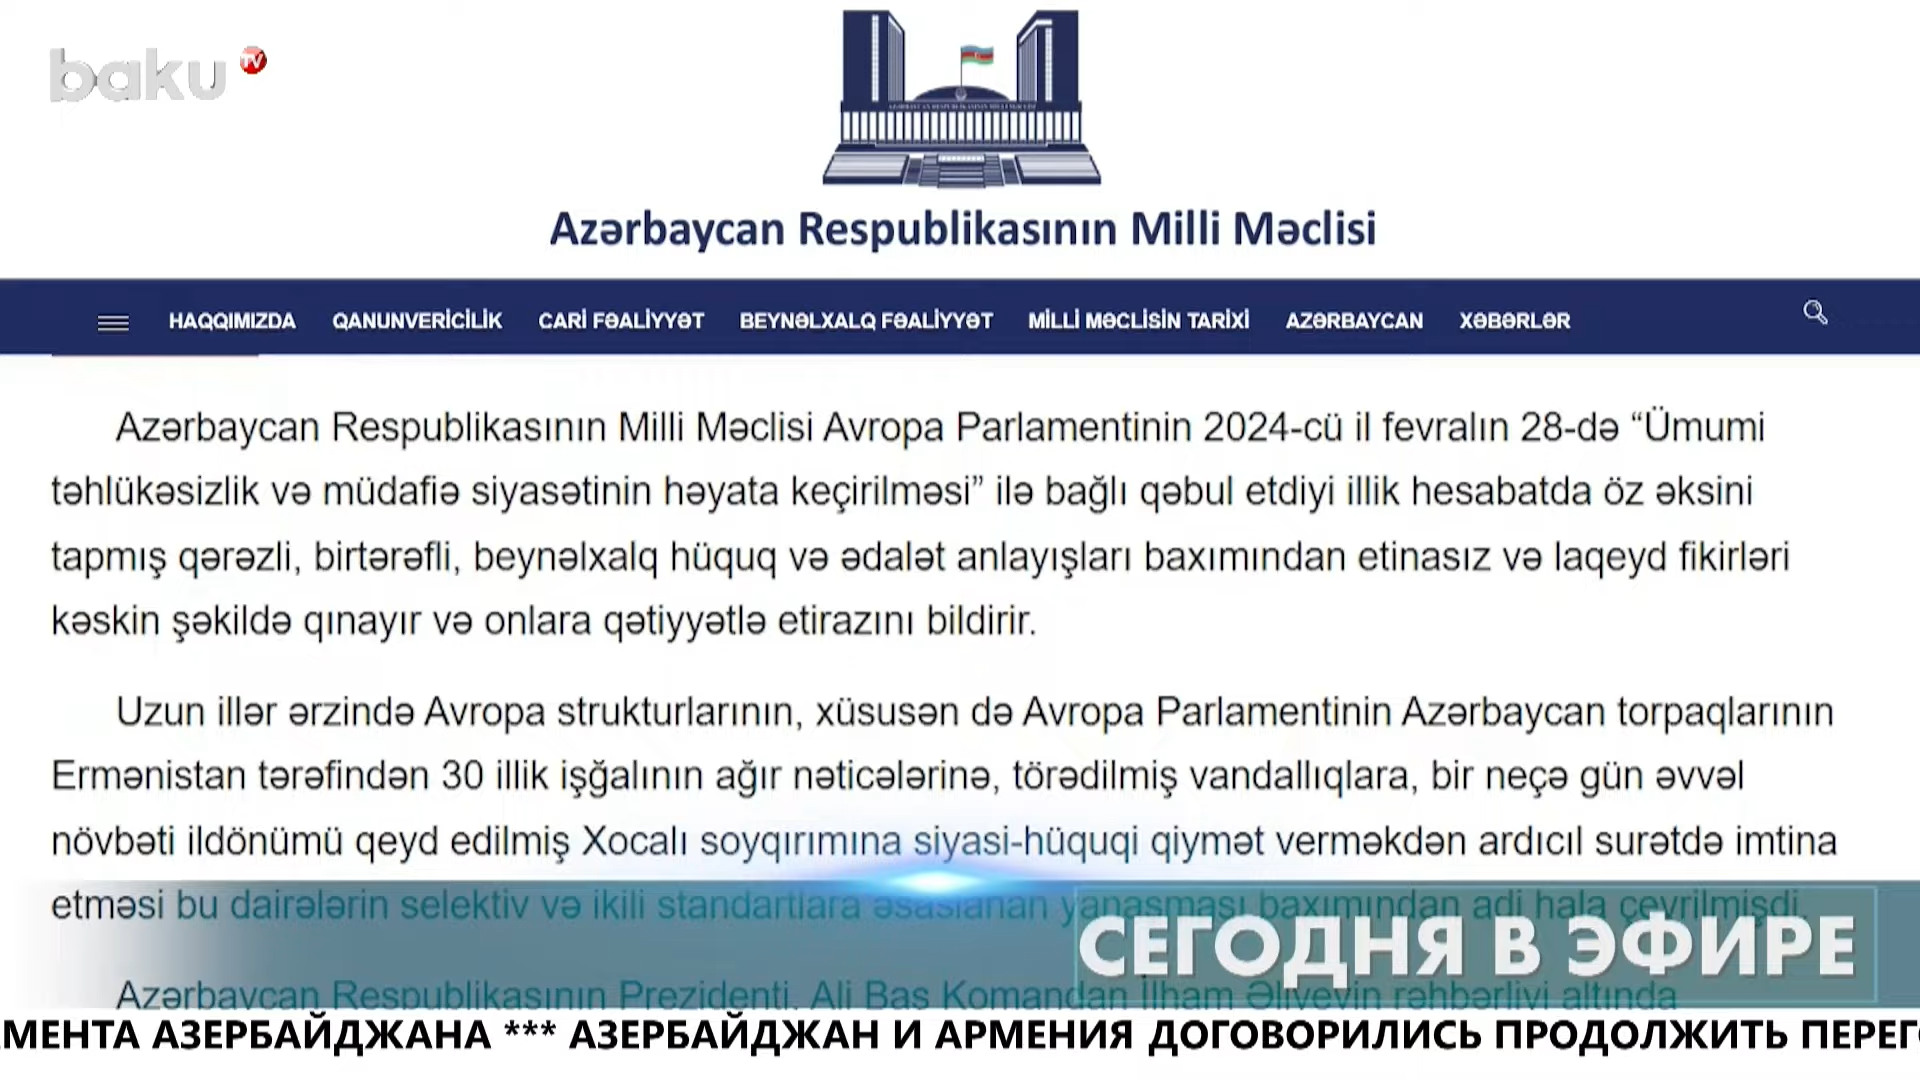 baku TV
Azərbaycan Respublikasının Milli Məclisi
HAQQIMIZDA QANUNVERİCİLİK CARİ FƏALİYYƏT BEYNƏLXALQ FƏALİYYƏT MİLLİ MƏCLİSİN TARİXİ AZƏRBAYCAN XƏBƏRLƏR
Azərbaycan Respublikasının Milli Məclisi Avropa Parlamentinin 2024-cü il fevralın 28-də “Ümumi
təhlükəsizlik və müdafiə siyasətinin həyata keçirilməsi” ilə bağlı qəbul etdiyi illik hesabatda öz əksini
tapmış qərəzli, birtərəfli, beynəlxalq hüquq və ədalət anlayışları baxımından etinasız və laqeyd fikirləri
kəskin şəkildə qınayır və onlara qətiyyətlə etirazını bildirir.
Uzun illər ərzində Avropa strukturlarının, xüsusən də Avropa Parlamentinin Azərbaycan torpaqlarının
Ermənistan tərəfindən 30 illik işğalının ağır nəticələrinə, törədilmiş vandallıqlara, bir neçə gün əvvəl
növbəti ildönümü qeyd edilmiş Xocalı soyqırımına siyasi-hüquqi qiymət verməkdən ardıcıl surətdə imtina
etməsi bu dairələrin selektiv və ikili standartlara əsaslanan yanaşması baxımından adi hala çevrilmişdi.
СЕГОДНЯ В ЭФИРЕ
Azərbaycan Respublikasının Prezidenti, Ali Baş Komandan İlham Əliyevin rəhbərliyi altında
МЕНТА АЗЕРБАЙДЖАНА *** АЗЕРБАЙДЖАН И АРМЕНИЯ ДОГОВОРИЛИСЬ ПРОДОЛЖИТЬ ПЕРЕГ